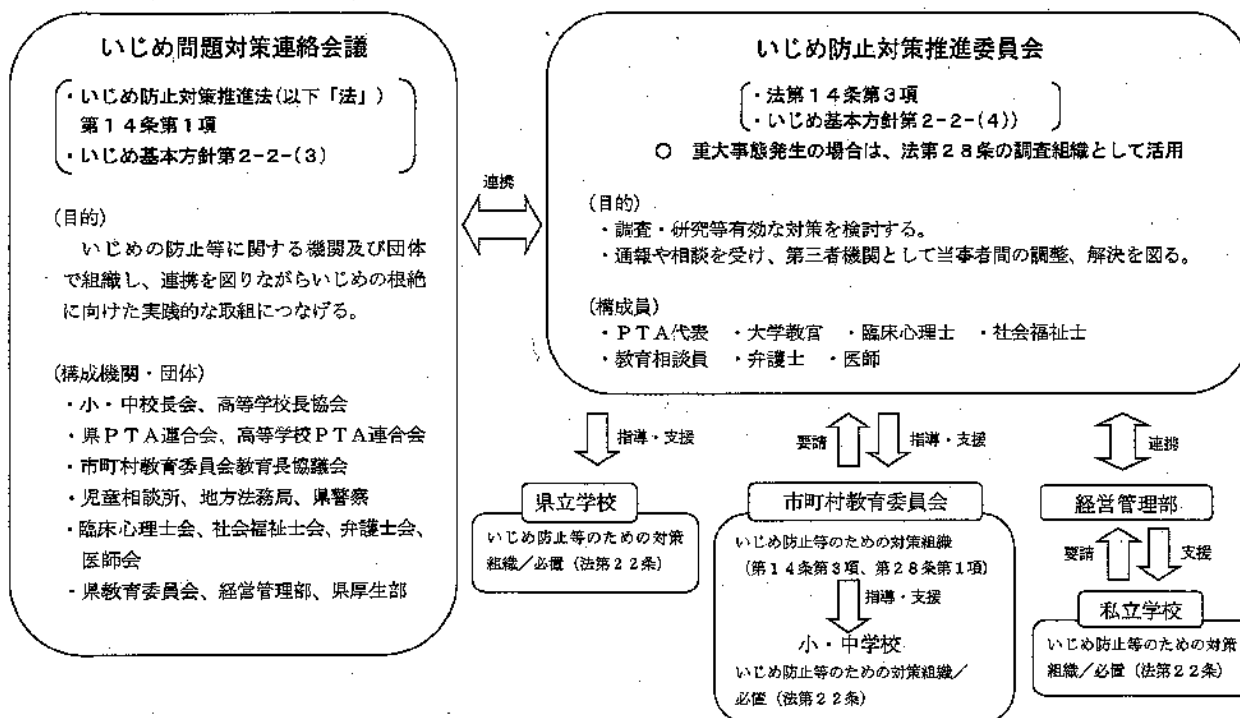 いじめ問題対策連絡会議
・いじめ防止対策推進法(以下「法」)
第14条第1項
・いじめ基本方針第2-2-(3)
(目的)
いじめの防止等に関する機関及び団体
で組織し、連携を図りながらいじめの根絶
に向けた実践的な取組につなげる。
(構成機関・団体)
・小・中校長会、高等学校長協会
・県PTA連合会、高等学校PTA連合会
・市町村教育委員会教育長協議会
・児童相談所、地方法務局、県警察
・臨床心理士会、社会福祉士会、弁護士会、
医師会
・県教育委員会、経営管理部、県厚生部
連携
いじめ防止対策推進委員会
・法第14条第3項
・いじめ基本方針第2-2-(4))
○ 重大事態発生の場合は、法第28条の調査組織として活用
(目的)
・調査・研究等有効な対策を検討する。
・通報や相談を受け、第三者機関として当事者間の調整、解決を図る。
(構成員)
・PTA代表 ・大学教官 ・臨床心理士 ・社会福祉士
・教育相談員 ・弁護士 ・医師
指導・支援
県立学校
いじめ防止等のための対策
組織/必置(法第22条)
要請
指導・支援
市町村教育委員会
いじめ防止等のための対策組織
(第14条第3項、第28条第1項)
指導・支援
小・中学校
いじめ防止等のための対策組織/
必置(法第22条)
連携
経営管理部
要請
支援
私立学校
いじめ防止等のための対策
組織/必置(法第22条)